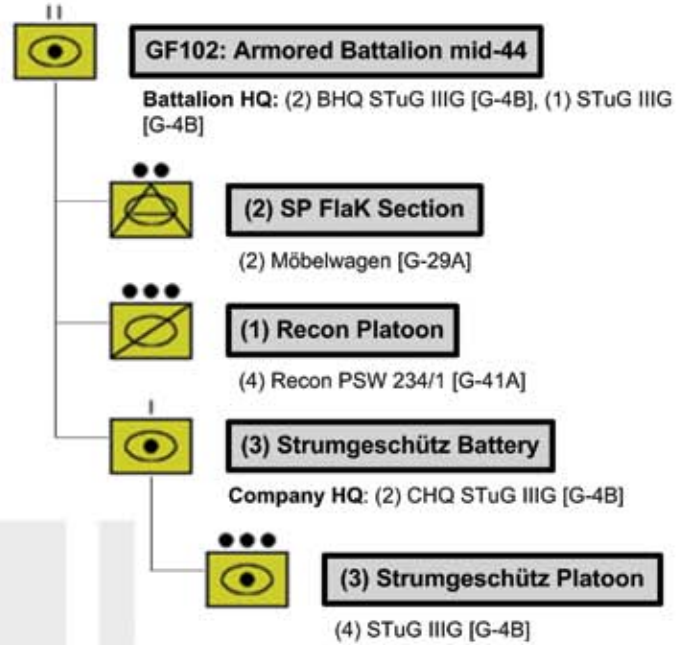 GF102: Armored Battalion mid-44
Battalion HQ: (2) BHQ STuG IIIG [G-4B], (1) STuG IIIG
[G-4B]
(2) SP FlaK Section
(2) Möbelwagen [G-29A]
(1) Recon Platoon
(4) Recon PSW 234/1 [G-41A]
(3) Strumgeschütz Battery
Company HQ: (2) CHQ STuG IIIG [G-4B]
(3) Strumgeschütz Platoon
(4) STuG IIIG [G-4B]